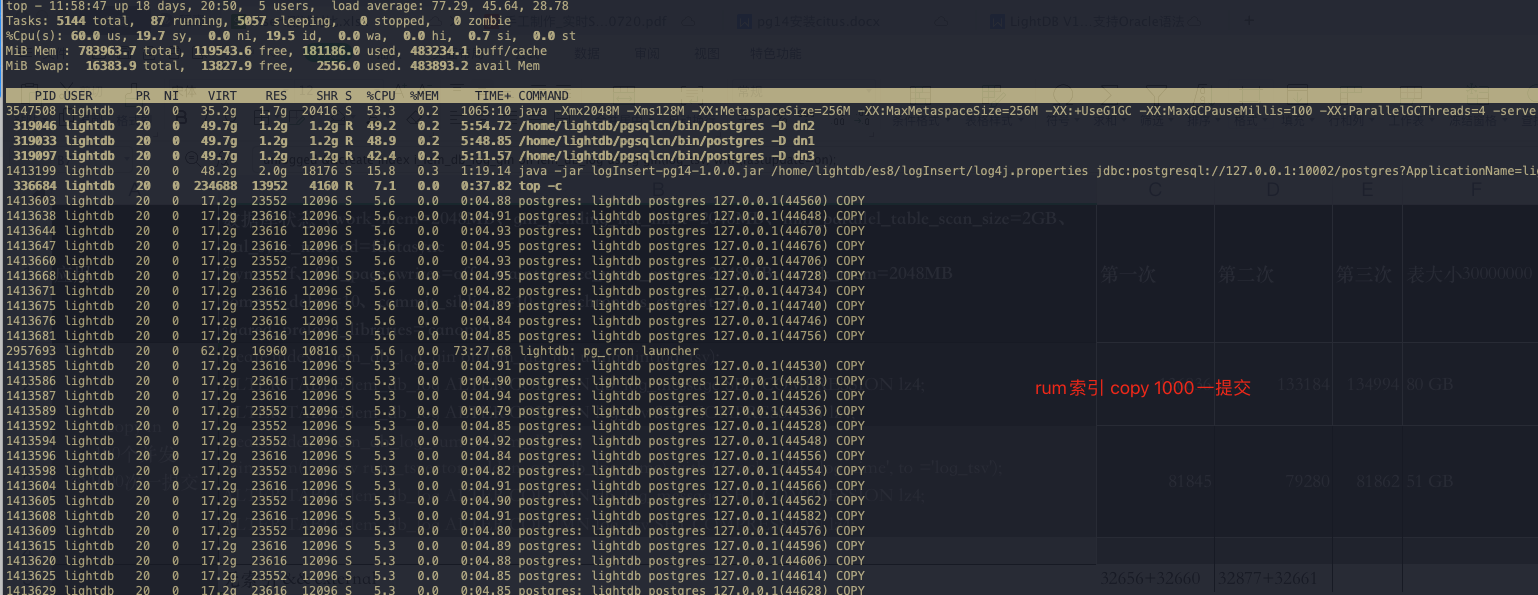 top - 11:58:47 up 18 days, 20:50,  5 users,  load average: 77.29, 45.64, 28.78
Tasks: 5144 total,  87 running, 5057 sleeping,   0 stopped,   0 zombie
%Cpu(s): 60.0 us, 19.7 sy,  0.0 ni, 19.5 id,  0.0 wa,  0.0 hi,  0.7 si,  0.0 st
MiB Mem : 783963.7 total, 119543.6 free, 181186.0 used, 483234.1 buff/cache
MiB Swap:  16383.9 total,  13827.9 free,   2556.0 used. 483893.2 avail Mem
PID USER PR NI VIRT RES SHR S %CPU %MEM TIME+ COMMAND
3547508 lightdb 20 0 35.2g 1.7g 20416 S 53.3 0.2 1065:10 java -Xmx2048M -Xms128M -XX:MetaspaceSize=256M -XX:MaxMetaspaceSize=256M -XX:+UseG1GC -XX:MaxGCPauseMillis=100 -XX:ParallelGCThreads=4 -serve
319046 lightdb 20 0 49.7g 1.2g 1.2g R 49.2 0.2 5:54.72 /home/lightdb/pgsqlcn/bin/postgres -D dn2
319033 lightdb 20 0 49.7g 1.2g 1.2g R 48.9 0.2 5:48.85 /home/lightdb/pgsqlcn/bin/postgres -D dn1
319097 lightdb 20 0 49.7g 1.2g 1.2g R 42.4 0.2 5:11.57 /home/lightdb/pgsqlcn/bin/postgres -D dn3
1413199 lightdb 20 0 48.2g 2.0g 18176 S 15.8 0.3 1:19.14 java -jar logInsert-pg14-1.0.0.jar /home/lightdb/es8/logInsert/log4j.properties jdbc:postgresql://127.0.0.1:10002/postgres?ApplicationName=li
336684 lightdb 20 0 234688 13952 4160 R 7.1 0.0 0:37.82 top -c
1413603 lightdb 20 0 17.2g 23552 12096 S 5.6 0.0 0:04.88 postgres: lightdb postgres 127.0.0.1(44560) COPY
1413638 lightdb 20 0 17.2g 23616 12096 S 5.6 0.0 0:04.91 postgres: lightdb postgres 127.0.0.1(44648) COPY
1413644 lightdb 20 0 17.2g 23616 12096 S 5.6 0.0 0:04.93 postgres: lightdb postgres 127.0.0.1(44670) COPY
1413647 lightdb 20 0 17.2g 23616 12096 S 5.6 0.0 0:04.95 postgres: lightdb postgres 127.0.0.1(44676) COPY
1413660 lightdb 20 0 17.2g 23552 12096 S 5.6 0.0 0:04.93 postgres: lightdb postgres 127.0.0.1(44706) COPY
1413668 lightdb 20 0 17.2g 23616 12096 S 5.6 0.0 0:04.95 postgres: lightdb postgres 127.0.0.1(44728) COPY
1413671 lightdb 20 0 17.2g 23616 12096 S 5.6 0.0 0:04.82 postgres: lightdb postgres 127.0.0.1(44734) COPY
1413675 lightdb 20 0 17.2g 23552 12096 S 5.6 0.0 0:04.89 postgres: lightdb postgres 127.0.0.1(44740) COPY
1413676 lightdb 20 0 17.2g 23616 12096 S 5.6 0.0 0:04.84 postgres: lightdb postgres 127.0.0.1(44746) COPY
1413681 lightdb 20 0 17.2g 23616 12096 S 5.6 0.0 0:04.85 postgres: lightdb postgres 127.0.0.1(44756) COPY
2957693 lightdb 20 0 62.2g 16960 10816 S 5.6 0.0 73:27.68 lightdb: pg_cron launcher
1413585 lightdb 20 0 17.2g 23616 12096 S 5.3 0.0 0:04.91 postgres: lightdb postgres 127.0.0.1(44530) COPY
1413586 lightdb 20 0 17.2g 23616 12096 S 5.3 0.0 0:04.90 postgres: lightdb postgres 127.0.0.1(44518) COPY
1413587 lightdb 20 0 17.2g 23616 12096 S 5.3 0.0 0:04.94 postgres: lightdb postgres 127.0.0.1(44526) COPY
1413589 lightdb 20 0 17.2g 23552 12096 S 5.3 0.0 0:04.79 postgres: lightdb postgres 127.0.0.1(44536) COPY
1413592 lightdb 20 0 17.2g 23616 12096 S 5.3 0.0 0:04.85 postgres: lightdb postgres 127.0.0.1(44528) COPY
1413594 lightdb 20 0 17.2g 23552 12096 S 5.3 0.0 0:04.92 postgres: lightdb postgres 127.0.0.1(44548) COPY
1413596 lightdb 20 0 17.2g 23616 12096 S 5.3 0.0 0:04.84 postgres: lightdb postgres 127.0.0.1(44556) COPY
1413598 lightdb 20 0 17.2g 23616 12096 S 5.3 0.0 0:04.82 postgres: lightdb postgres 127.0.0.1(44554) COPY
1413604 lightdb 20 0 17.2g 23552 12096 S 5.3 0.0 0:04.91 postgres: lightdb postgres 127.0.0.1(44566) COPY
1413605 lightdb 20 0 17.2g 23552 12096 S 5.3 0.0 0:04.90 postgres: lightdb postgres 127.0.0.1(44562) COPY
1413608 lightdb 20 0 17.2g 23616 12096 S 5.3 0.0 0:04.91 postgres: lightdb postgres 127.0.0.1(44582) COPY
1413609 lightdb 20 0 17.2g 23552 12096 S 5.3 0.0 0:04.80 postgres: lightdb postgres 127.0.0.1(44576) COPY
1413615 lightdb 20 0 17.2g 23616 12096 S 5.3 0.0 0:04.89 postgres: lightdb postgres 127.0.0.1(44596) COPY
1413620 lightdb 20 0 17.2g 23616 12096 S 5.3 0.0 0:04.88 postgres: lightdb postgres 127.0.0.1(44606) COPY
1413625 lightdb 20 0 17.2g 23552 12096 S 5.3 0.0 0:04.85 postgres: lightdb postgres 127.0.0.1(44614) COPY
1413629 lightdb 20 0 17.2g 23616 12096 S 5.3 0.0 0:04.85 postgres: lightdb postgres 127.0.0.1(44628) COPY
rum索引 copy 1000一提交
第一次 第二次 第三次 表大小30000000
133184 134994 80 GB
81845 79280 81862 51 GB
32656+32660 32877+32661